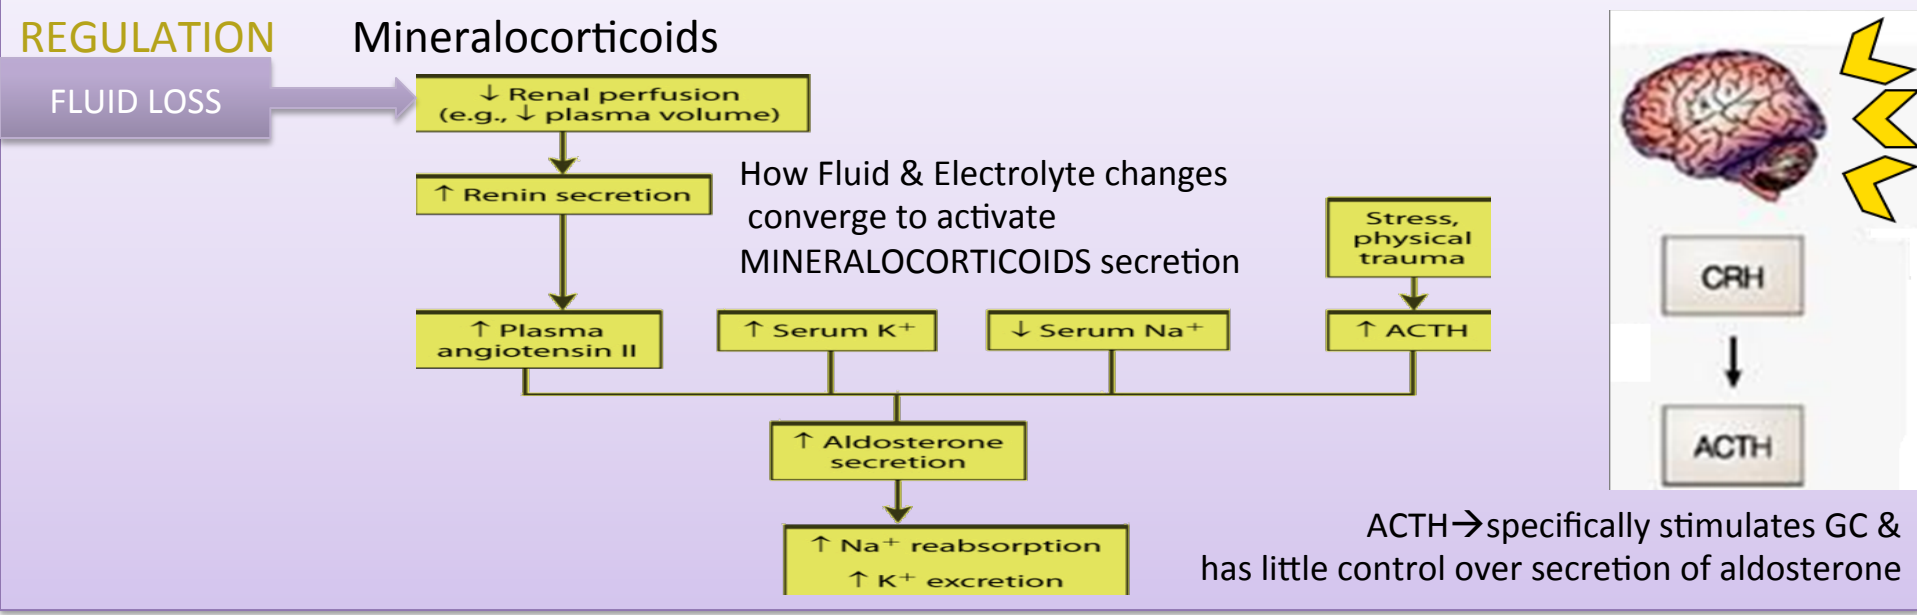 REGULATION
Mineralocorticoids
FLUID LOSS
↓ Renal perfusion
(e.g., ↓ plasma volume)
↑ Renin secretion
How Fluid & Electrolyte changes
converge to activate
MINERALOCORTICOIDS secretion
Stress,
physical
trauma
↑ Plasma
angiotensin II
↑ Serum K⁺
↓ Serum Na⁺
↑ ACTH
↑ Aldosterone
secretion
↑ Na⁺ reabsorption
↑ K⁺ excretion
CRH
ACTH
ACTH→specifically stimulates GC &
has little control over secretion of aldosterone